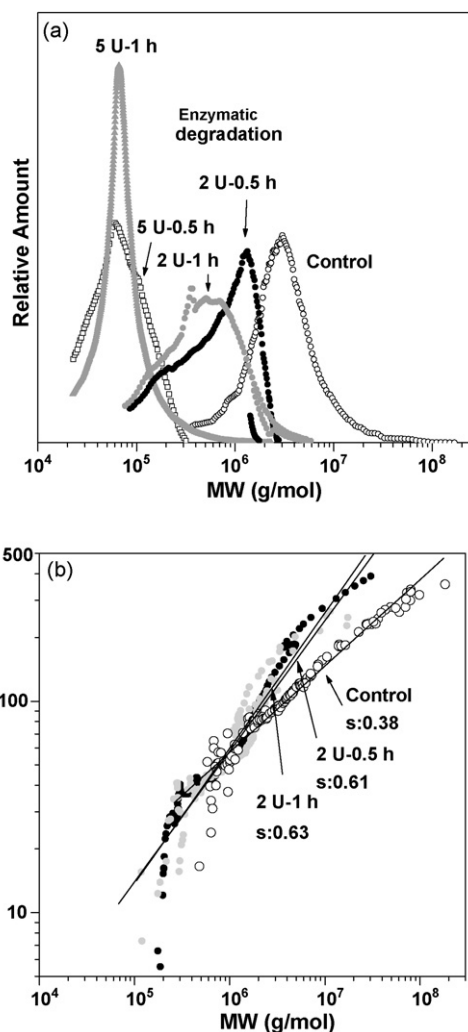 (a)
5 U-1 h
Enzymatic
degradation
2 U-0.5 h
5 U-0.5 h
2 U-1 h
Control
Relative Amount
10⁴ 10⁵ 10⁶ 10⁷ 10⁸
MW (g/mol)
500
(b)
100
Control
s:0.38
2 U-0.5 h
s:0.61
2 U-1 h
s:0.63
10
10⁴ 10⁵ 10⁶ 10⁷ 10⁸
MW (g/mol)